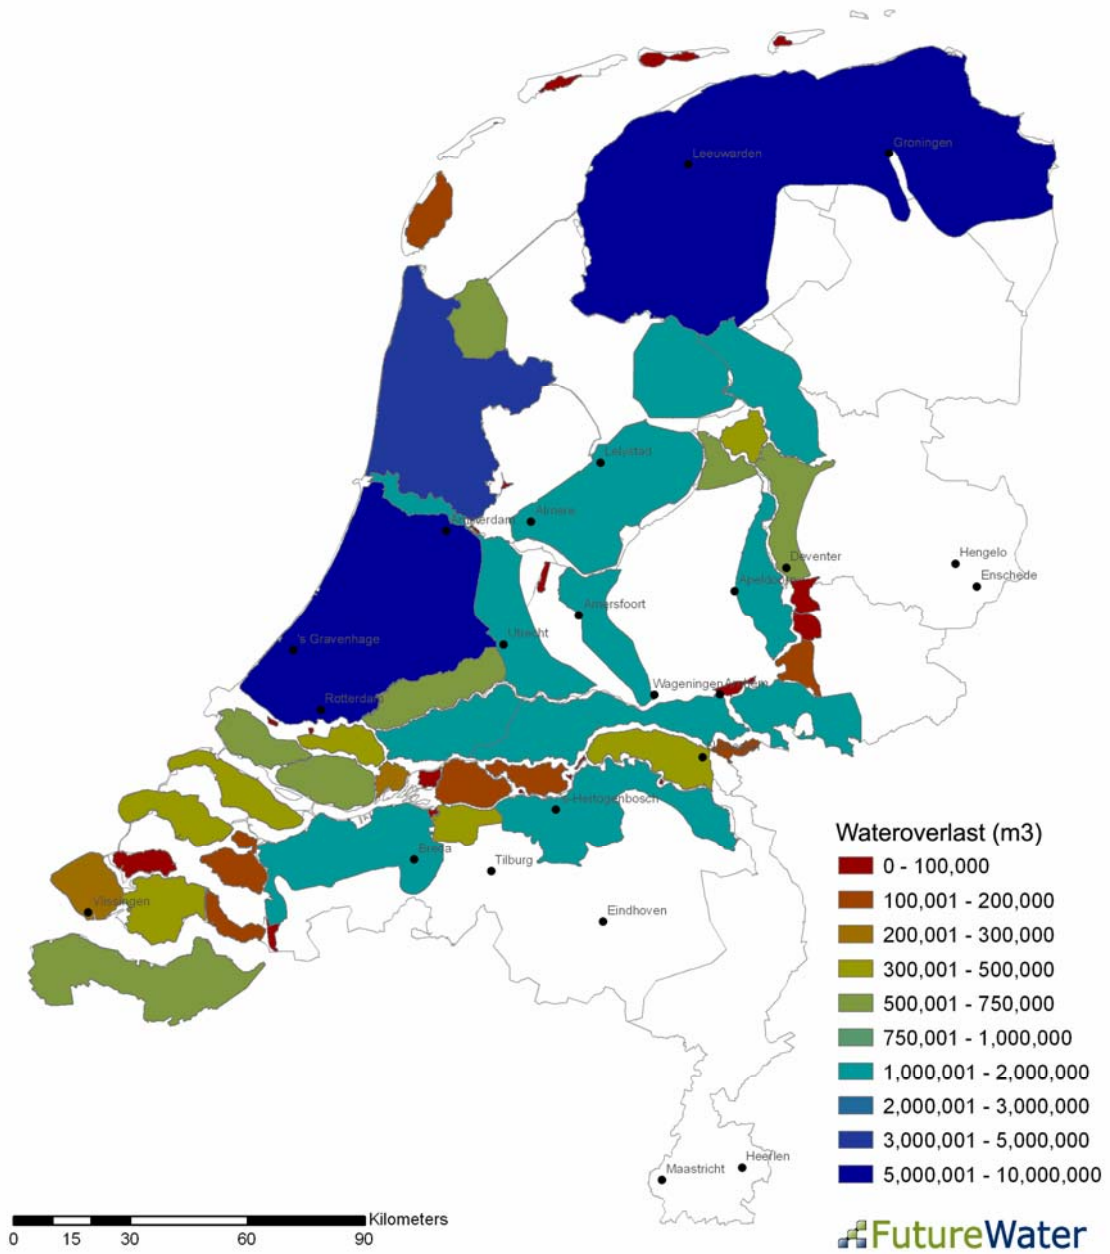 Leeuwarden
Groningen
Lelystad
Almere
Amsterdam
Deventer
Hengelo
Enschede
Apeldoorn
Amersfoort
's Gravenhage
Utrecht
Wageningen
Arnhem
Rotterdam
's-Hertogenbosch
Breda
Tilburg
Vlissingen
Eindhoven
Maastricht
Heerlen
Wateroverlast (m3)
0 - 100,000
100,001 - 200,000
200,001 - 300,000
300,001 - 500,000
500,001 - 750,000
750,001 - 1,000,000
1,000,001 - 2,000,000
2,000,001 - 3,000,000
3,000,001 - 5,000,000
5,000,001 - 10,000,000
Kilometers
0 15 30 60 90
FutureWater